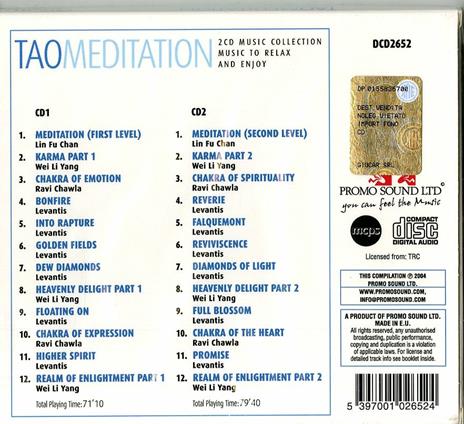 TAOMEDITATION
2CD MUSIC COLLECTION
MUSIC TO RELAX
AND ENJOY
DCD2652
CD1
1. MEDITATION (FIRST LEVEL)
Lin Fu Chan
2. KARMA PART 1
Wei Li Yang
3. CHAKRA OF EMOTION
Ravi Chawla
4. BONFIRE
Levantis
5. INTO RAPTURE
Levantis
6. GOLDEN FIELDS
Levantis
7. DEW DIAMONDS
Levantis
8. HEAVENLY DELIGHT PART 1
Wei Li Yang
9. FLOATING ON
Levantis
10. CHAKRA OF EXPRESSION
Ravi Chawla
11. HIGHER SPIRIT
Levantis
12. REALM OF ENLIGHTMENT PART 1
Wei Li Yang
Total Playing Time: 71'10
CD2
1. MEDITATION (SECOND LEVEL)
Lin Fu Chan
2. KARMA PART 2
Wei Li Yang
3. CHAKRA OF SPIRITUALITY
Ravi Chawla
4. REVERIE
Levantis
5. FALQUEMONT
Levantis
6. REVIVISCENCE
Levantis
7. DIAMONDS OF LIGHT
Levantis
8. HEAVENLY DELIGHT PART 2
Wei Li Yang
9. FULL BLOSSOM
Levantis
10. CHAKRA OF THE HEART
Ravi Chawla
11. PROMISE
Levantis
12. REALM OF ENLIGHTMENT PART 2
Wei Li Yang
Total Playing Time: 79'40
DEST. VENDITA
NOLEG. VIETATO
IMPORT FONO
CD
GIUCAR SRL
PROMO SOUND LTD
you can feel the Music
mcps
COMPACT
disc
DIGITAL AUDIO
Licensed from: TRC
THIS COMPILATION ℗ 2004
PROMO SOUND LTD.
WWW.PROMOSOUND.COM,
INFO@PROMOSOUND.COM
A PRODUCT OF PROMO SOUND LTD.
MADE IN E.U.
All rights reserved, any unauthorised
broadcasting, public performance,
copying and duplication is a violation
of applicable laws. For license and
detailed track info see booklet inside.
5 397001 026524